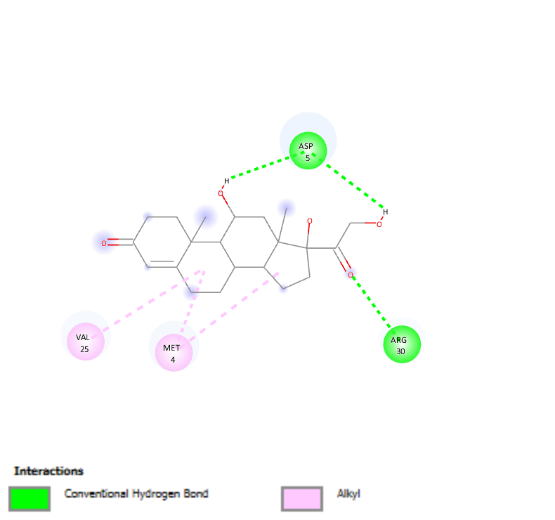 ASP
5
H
O
H
O
O
O
O
VAL
25
MET
4
ARG
30
Interactions
Conventional Hydrogen Bond
Alkyl